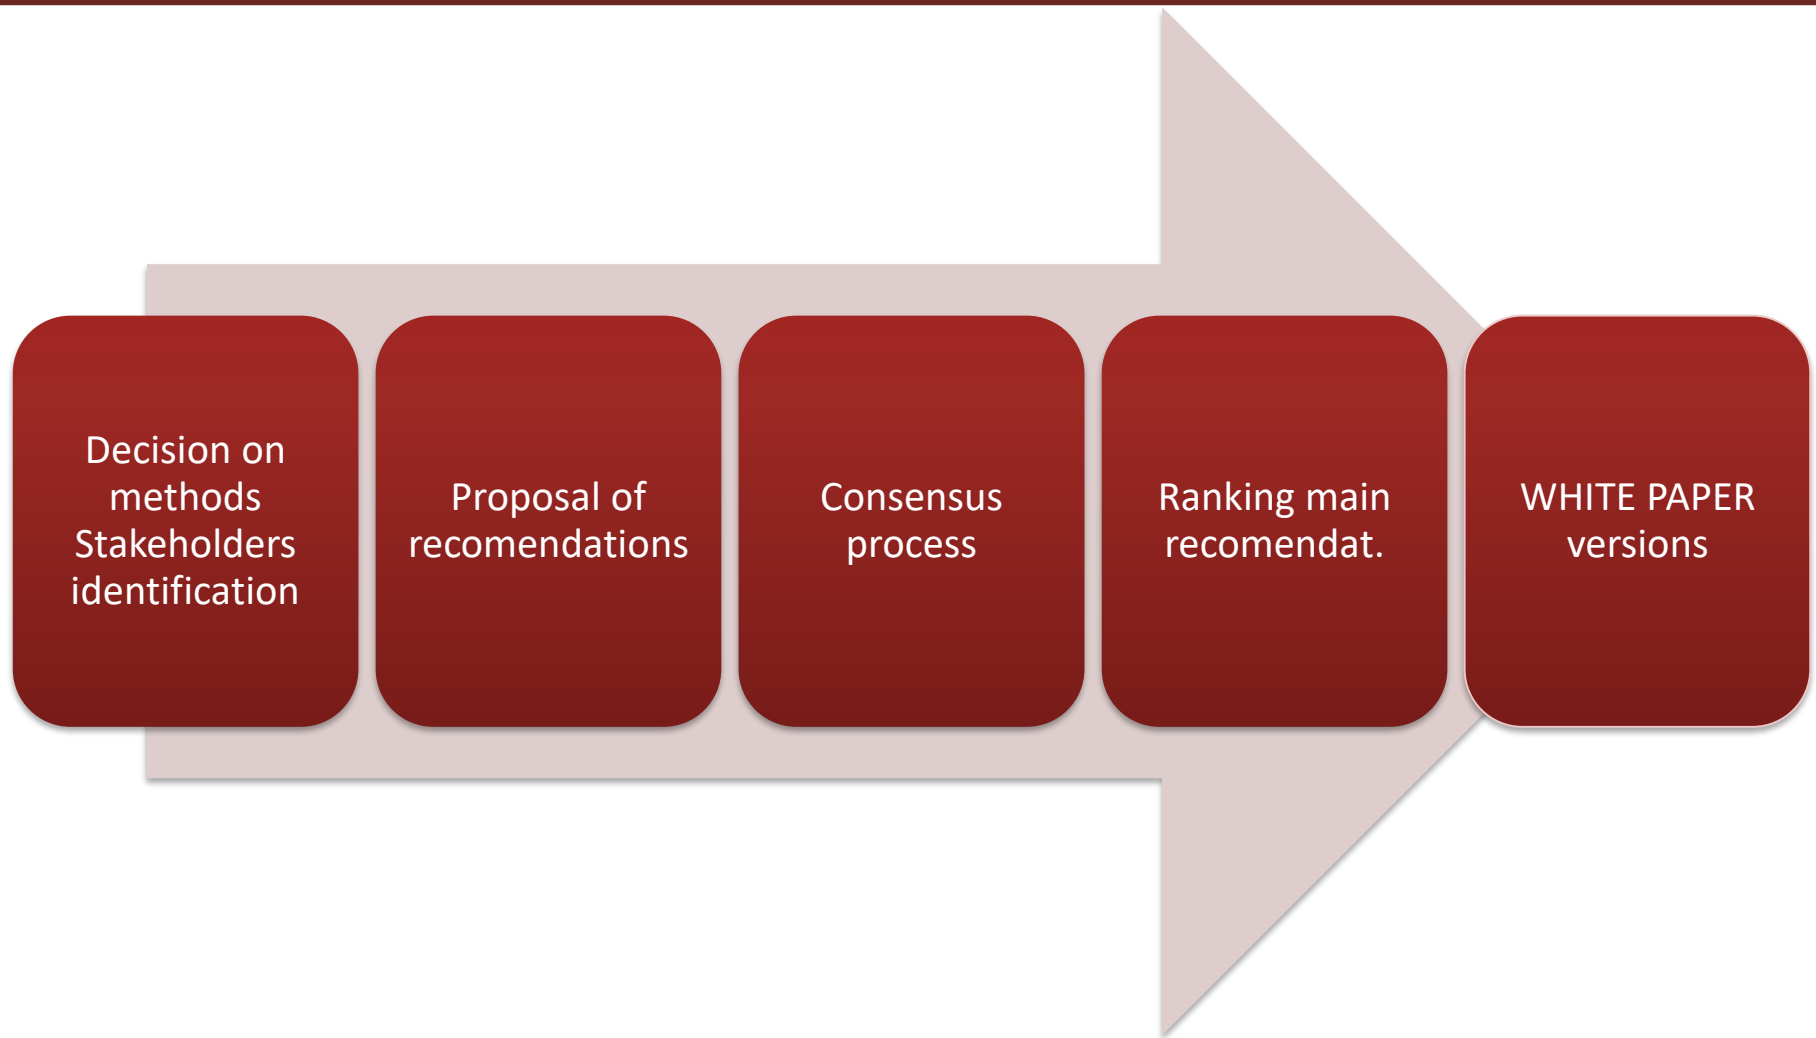 Decision on
methods
Stakeholders
identification
Proposal of
recomendations
Consensus
process
Ranking main
recomendat.
WHITE PAPER
versions